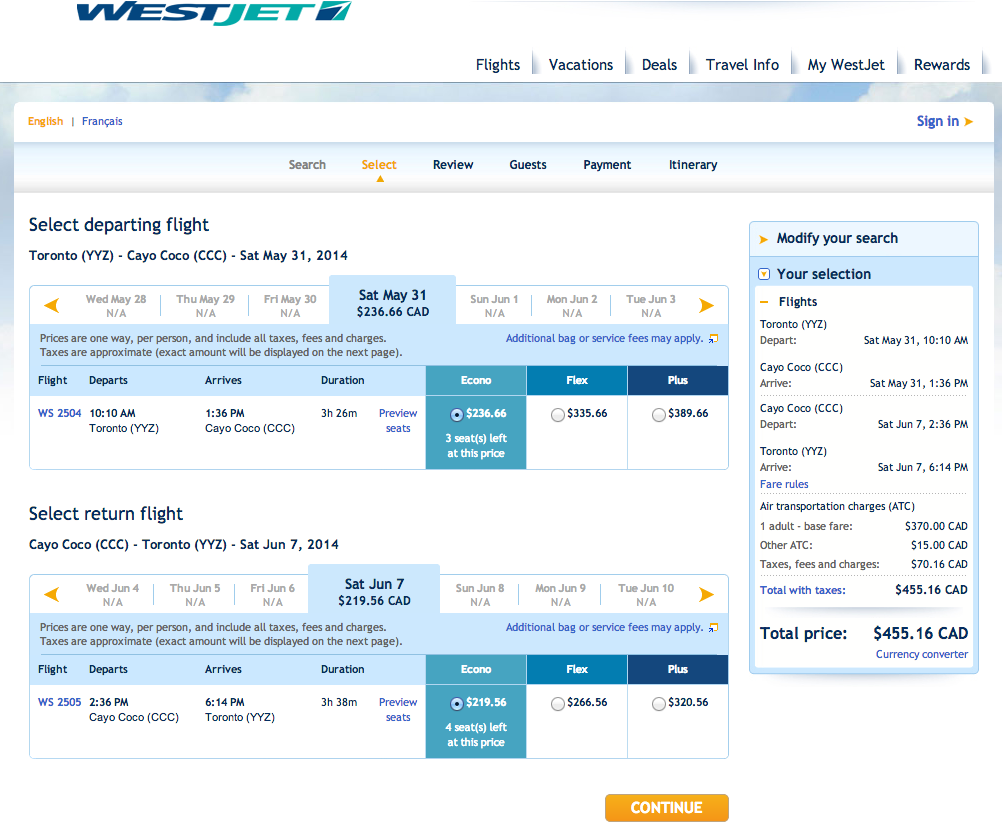 WESTJET
Flights
Vacations
Deals
Travel Info
My WestJet
Rewards
English | Français
Sign in
Search
Select
Review
Guests
Payment
Itinerary
Select departing flight
Toronto (YYZ) - Cayo Coco (CCC) - Sat May 31, 2014
Wed May 28
N/A
Thu May 29
N/A
Fri May 30
N/A
Sat May 31
$236.66 CAD
Sun Jun 1
N/A
Mon Jun 2
N/A
Tue Jun 3
N/A
Prices are one way, per person, and include all taxes, fees and charges.
Taxes are approximate (exact amount will be displayed on the next page).
Additional bag or service fees may apply.
Flight Departs Arrives Duration Econo Flex Plus
WS 2504 10:10 AM 1:36 PM 3h 26m Preview $236.66 $335.66 $389.66
Toronto (YYZ) Cayo Coco (CCC) seats
3 seat(s) left
at this price
Select return flight
Cayo Coco (CCC) - Toronto (YYZ) - Sat Jun 7, 2014
Wed Jun 4
N/A
Thu Jun 5
N/A
Fri Jun 6
N/A
Sat Jun 7
$219.56 CAD
Sun Jun 8
N/A
Mon Jun 9
N/A
Tue Jun 10
N/A
Prices are one way, per person, and include all taxes, fees and charges.
Taxes are approximate (exact amount will be displayed on the next page).
Additional bag or service fees may apply.
Flight Departs Arrives Duration Econo Flex Plus
WS 2505 2:36 PM 6:14 PM 3h 38m Preview $219.56 $266.56 $320.56
Cayo Coco (CCC) Toronto (YYZ) seats
4 seat(s) left
at this price
CONTINUE
Modify your search
Your selection
Flights
Toronto (YYZ)
Depart: Sat May 31, 10:10 AM
Cayo Coco (CCC)
Arrive: Sat May 31, 1:36 PM
Cayo Coco (CCC)
Depart: Sat Jun 7, 2:36 PM
Toronto (YYZ)
Arrive: Sat Jun 7, 6:14 PM
Fare rules
Air transportation charges (ATC)
1 adult - base fare: $370.00 CAD
Other ATC: $15.00 CAD
Taxes, fees and charges: $70.16 CAD
Total with taxes: $455.16 CAD
Total price: $455.16 CAD
Currency converter